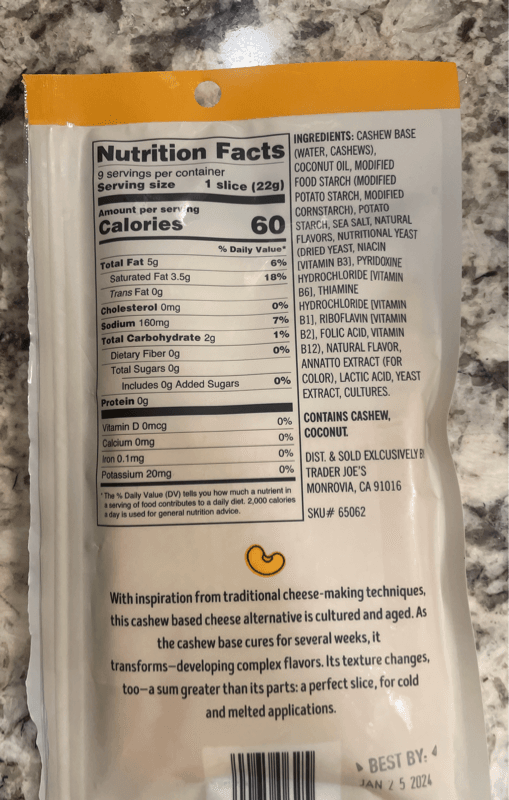 Nutrition Facts
9 servings per container
Serving size 1 slice (22g)
Amount per serving
Calories 60
% Daily Value*
Total Fat 5g 6%
Saturated Fat 3.5g 18%
Trans Fat 0g
Cholesterol 0mg 0%
Sodium 160mg 7%
Total Carbohydrate 2g 1%
Dietary Fiber 0g 0%
Total Sugars 0g
Includes 0g Added Sugars 0%
Protein 0g
Vitamin D 0mcg 0%
Calcium 0mg 0%
Iron 0.1mg 0%
Potassium 20mg 0%
*The % Daily Value (DV) tells you how much a nutrient in
a serving of food contributes to a daily diet. 2,000 calories
a day is used for general nutrition advice.
INGREDIENTS: CASHEW BASE
(WATER, CASHEWS),
COCONUT OIL, MODIFIED
FOOD STARCH (MODIFIED
POTATO STARCH, MODIFIED
CORNSTARCH), POTATO
STARCH, SEA SALT, NATURAL
FLAVORS, NUTRITIONAL YEAST
(DRIED YEAST, NIACIN
[VITAMIN B3], PYRIDOXINE
HYDROCHLORIDE [VITAMIN
B6], THIAMINE
HYDROCHLORIDE [VITAMIN
B1], RIBOFLAVIN [VITAMIN
B2], FOLIC ACID, VITAMIN
B12), NATURAL FLAVOR,
ANNATTO EXTRACT (FOR
COLOR), LACTIC ACID, YEAST
EXTRACT, CULTURES.
CONTAINS CASHEW,
COCONUT.
DIST. & SOLD EXLCUSIVELY
TRADER JOE'S
MONROVIA, CA 91016
SKU# 65062
With inspiration from traditional cheese-making techniques,
this cashew based cheese alternative is cultured and aged. As
the cashew base cures for several weeks, it
transforms—developing complex flavors. Its texture changes,
too—a sum greater than its parts: a perfect slice, for cold
and melted applications.
BEST BY:
JAN 25 2024